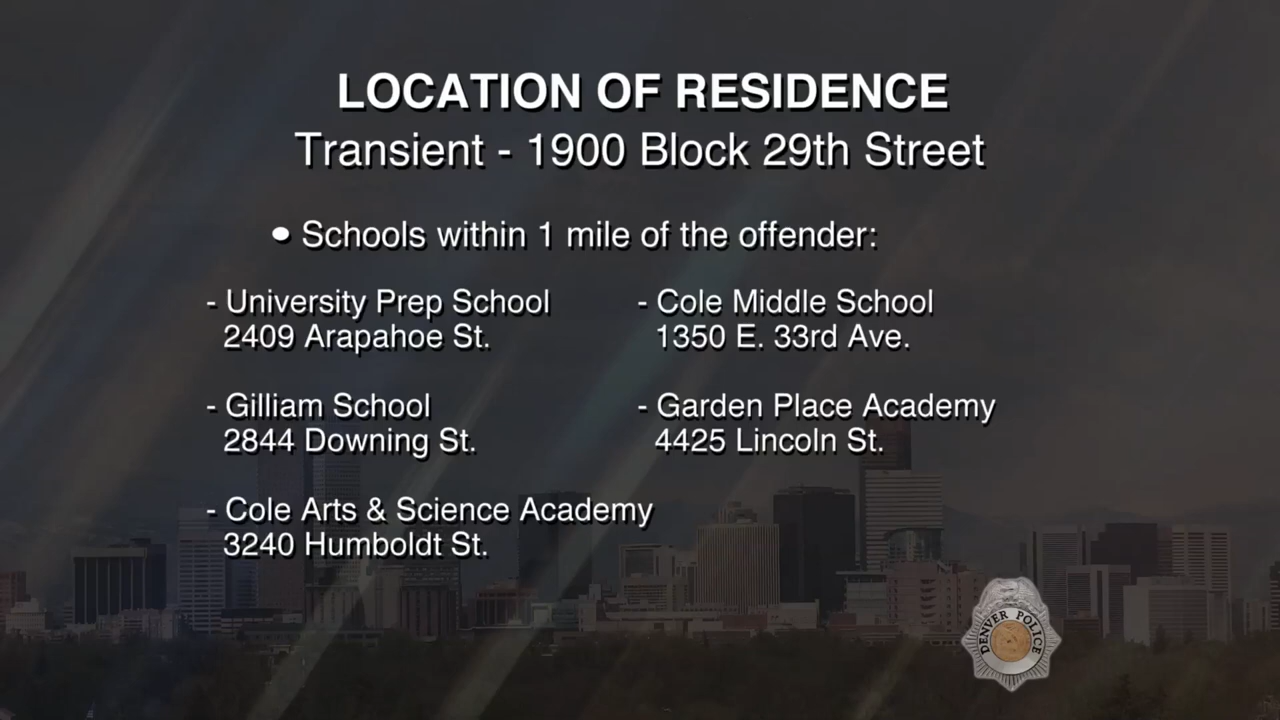 LOCATION OF RESIDENCE
Transient - 1900 Block 29th Street
• Schools within 1 mile of the offender:
- University Prep School
2409 Arapahoe St.
- Cole Middle School
1350 E. 33rd Ave.
- Gilliam School
2844 Downing St.
- Garden Place Academy
4425 Lincoln St.
- Cole Arts & Science Academy
3240 Humboldt St.
DENVER POLICE